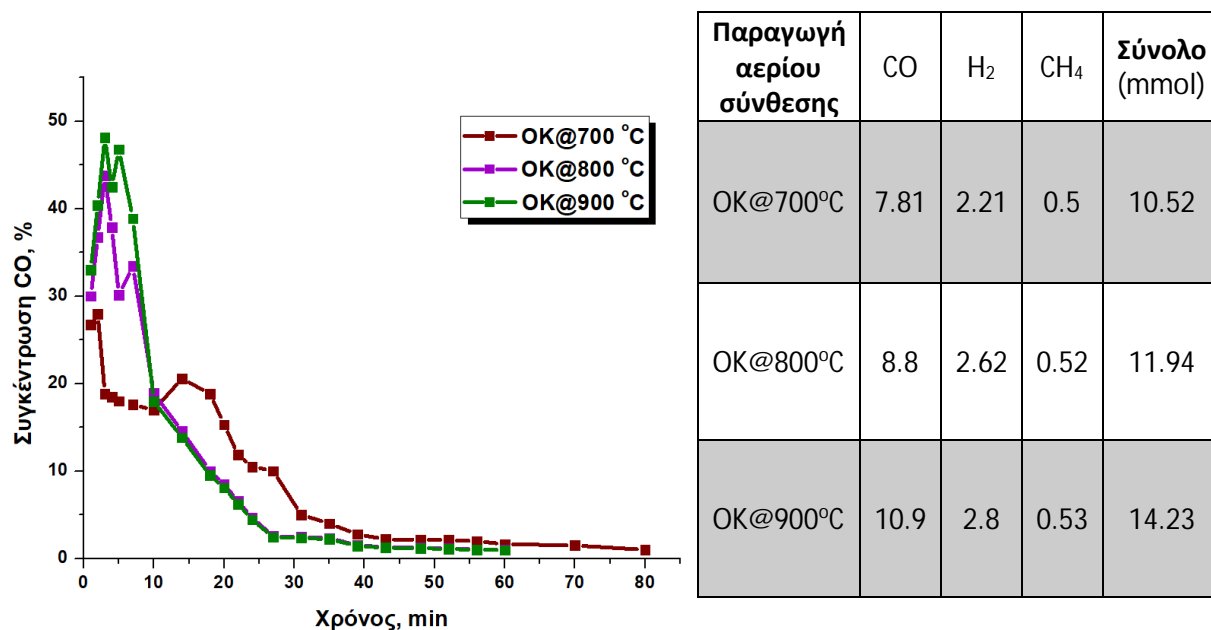 Συγκέντρωση CO, %
50
40
30
20
10
0
0 10 20 30 40 50 60 70 80
Χρόνος, min
OK@700 °C
OK@800 °C
OK@900 °C
Παραγωγή αερίου σύνθεσης CO H₂ CH₄ Σύνολο (mmol)
OK@700ºC 7.81 2.21 0.5 10.52
OK@800ºC 8.8 2.62 0.52 11.94
OK@900ºC 10.9 2.8 0.53 14.23